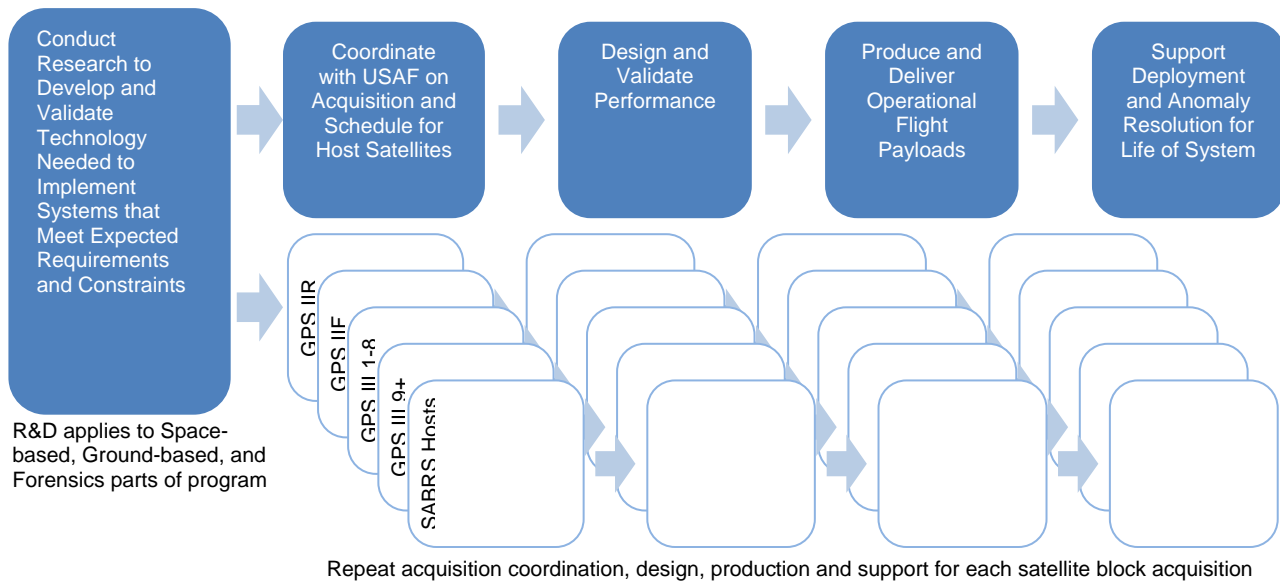 Conduct
Research to
Develop and
Validate
Technology
Needed to
Implement
Systems that
Meet Expected
Requirements
and Constraints
Coordinate
with USAF on
Acquisition and
Schedule for
Host Satellites
Design and
Validate
Performance
Produce and
Deliver
Operational
Flight
Payloads
Support
Deployment
and Anomaly
Resolution for
Life of System
GPS IIR
GPS IIF
GPS III 1-8
GPS III 9+
SABRS Hosts
R&D applies to Space-
based, Ground-based, and
Forensics parts of program
Repeat acquisition coordination, design, production and support for each satellite block acquisition